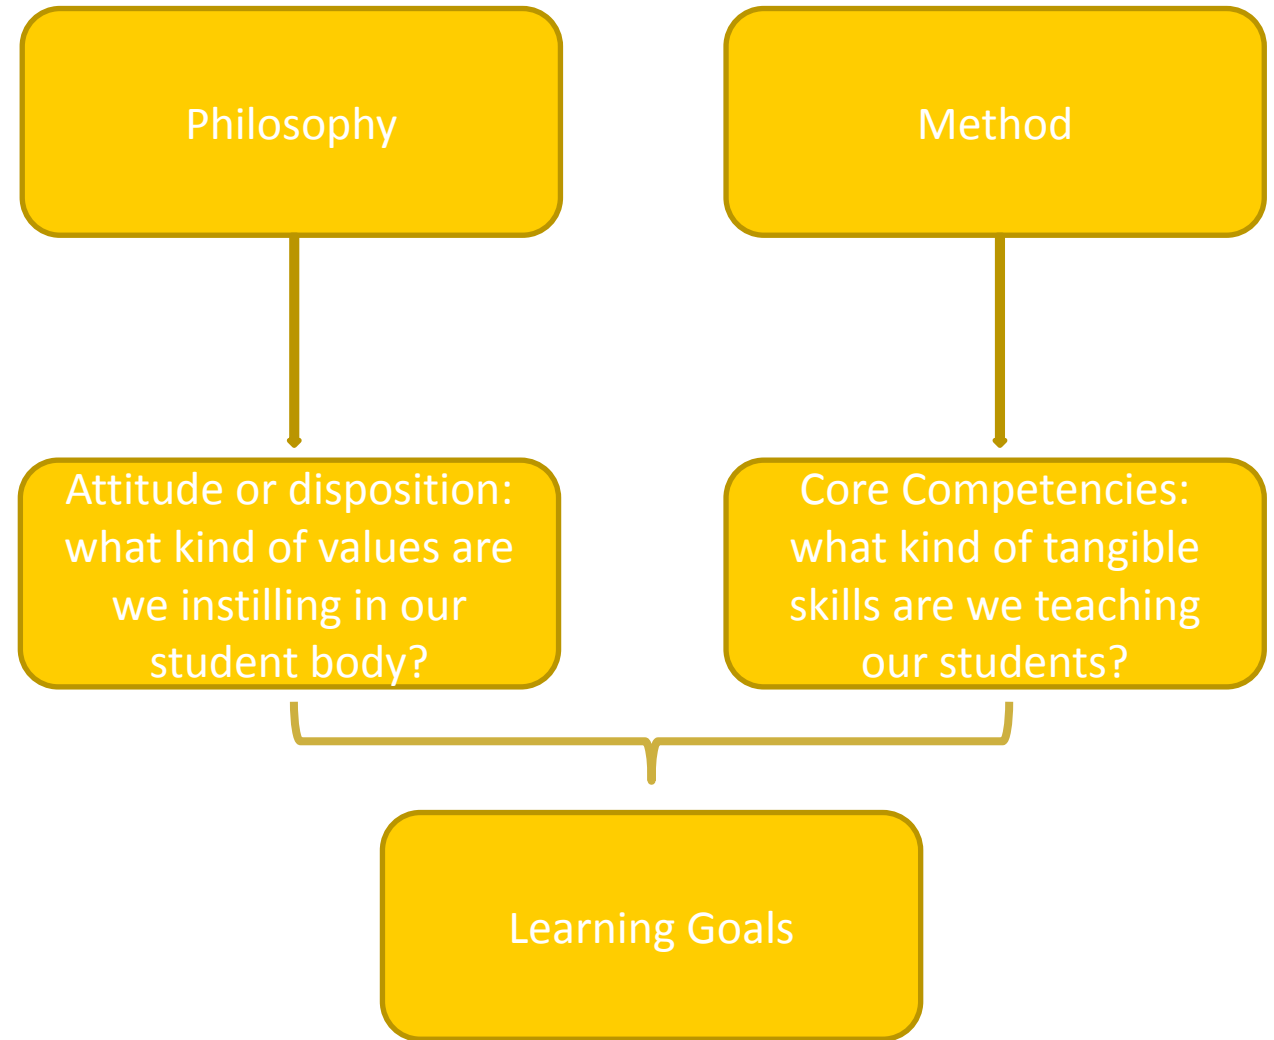 Philosophy
Method
Attitude or disposition:
what kind of values are
we instilling in our
student body?
Core Competencies:
what kind of tangible
skills are we teaching
our students?
Learning Goals